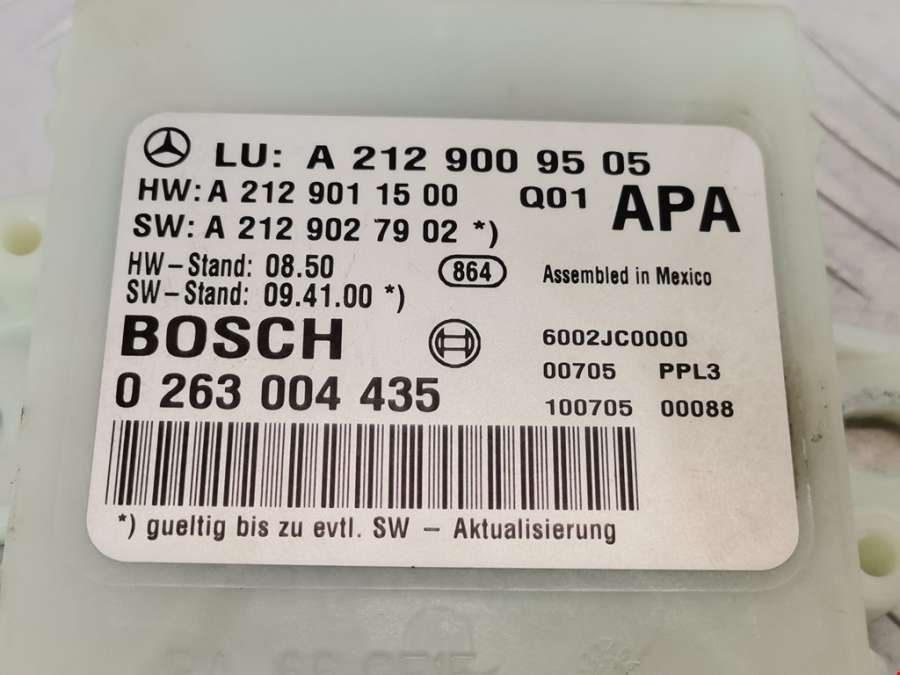 LU: A 212 900 95 05
HW: A 212 901 15 00 Q01 APA
SW: A 212 902 79 02 *)
HW-Stand: 08.50 864 Assembled in Mexico
SW-Stand: 09.41.00 *)
BOSCH 6002JC0000
00705 PPL3
0 263 004 435 100705 00088
*) gueltig bis zu evtl. SW - Aktualisierung